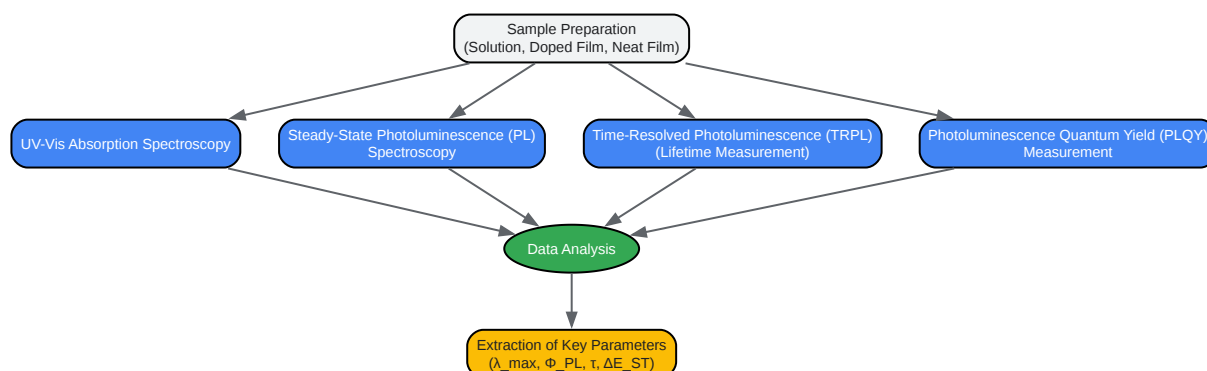 Sample Preparation
(Solution, Doped Film, Neat Film)
UV-Vis Absorption Spectroscopy
Steady-State Photoluminescence (PL)
Spectroscopy
Time-Resolved Photoluminescence (TRPL)
(Lifetime Measurement)
Photoluminescence Quantum Yield (PLQY)
Measurement
Data Analysis
Extraction of Key Parameters
(λ_max, Φ_PL, τ, ΔE_ST)